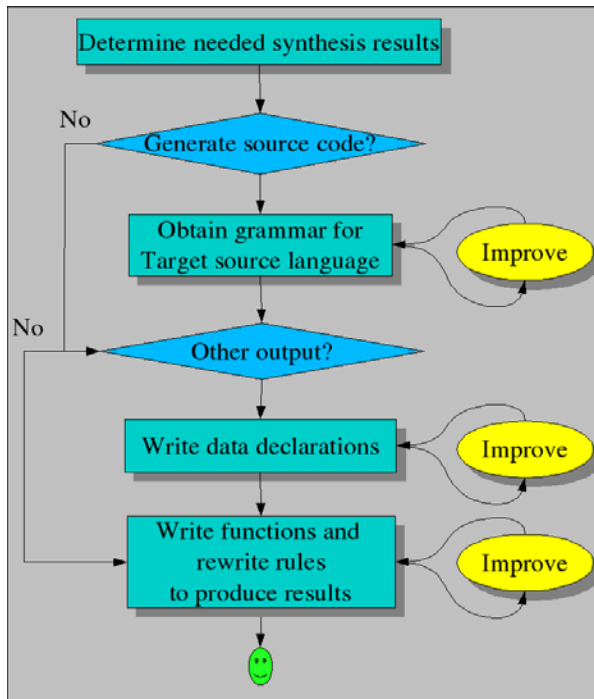 Determine needed synthesis results
No
Generate source code?
Obtain grammar for
Target source language
Improve
No
Other output?
Write data declarations
Improve
Write functions and
rewrite rules
to produce results
Improve